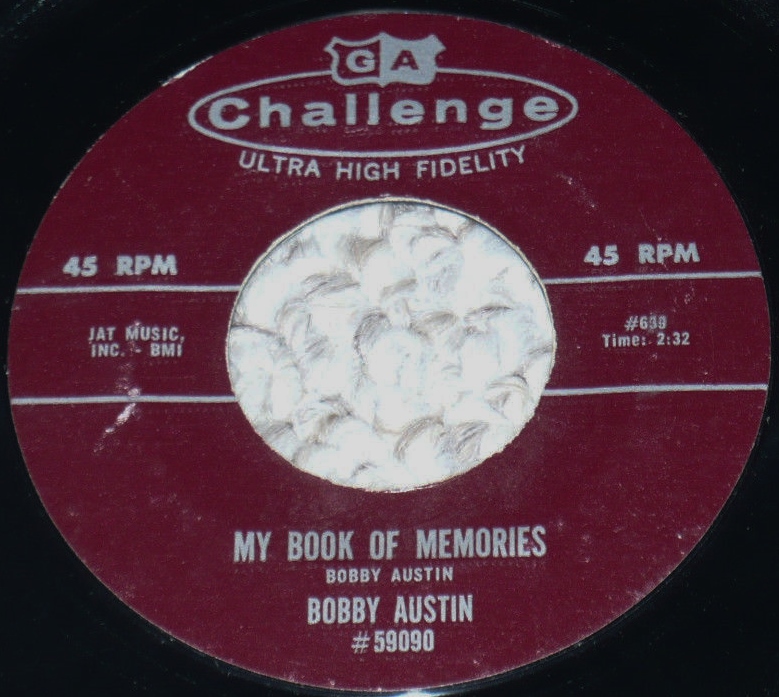 GA
Challenge
ULTRA HIGH FIDELITY
45 RPM
45 RPM
JAT MUSIC,
INC. - BMI
Time: 2:32
MY BOOK OF MEMORIES
BOBBY AUSTIN
BOBBY AUSTIN
#59090